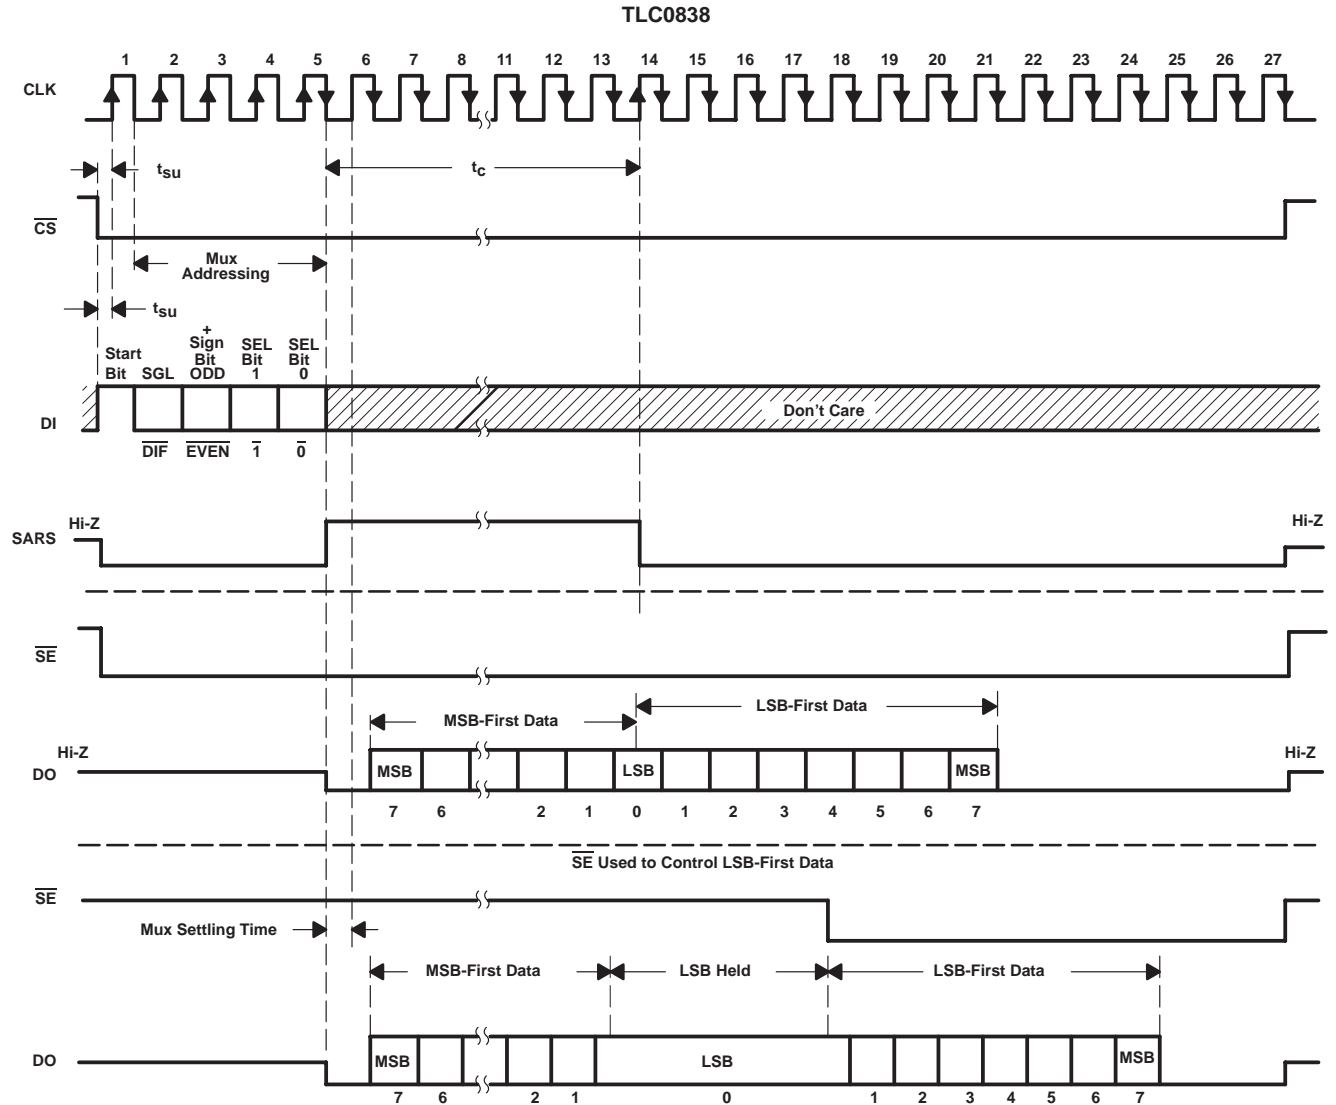 TLC0838
1 2 3 4 5 6 7 8 11 12 13 14 15 16 17 18 19 20 21 22 23 24 25 26 27
CLK
tsu
tc
CS
Mux
Addressing
tsu
Start
Bit
SGL
+
Sign
Bit
ODD
SEL
Bit
1
SEL
Bit
0
DI
Don't Care
DIF EVEN 1 0
Hi-Z
Hi-Z
SARS
SE
MSB-First Data
LSB-First Data
Hi-Z
Hi-Z
DO
MSB LSB MSB
7 6 2 1 0 1 2 3 4 5 6 7
SE Used to Control LSB-First Data
SE
Mux Settling Time
MSB-First Data LSB Held LSB-First Data
DO
MSB LSB MSB
7 6 2 1 0 1 2 3 4 5 6 7